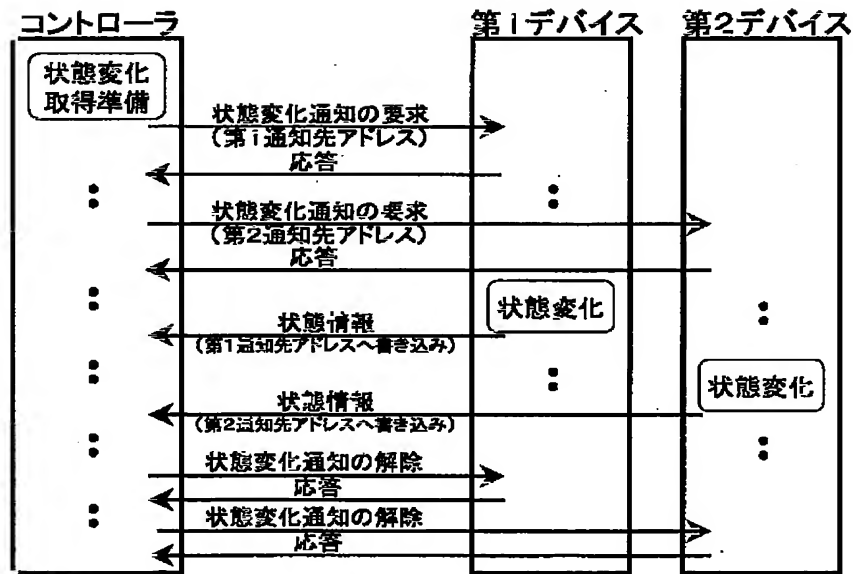 コントローラ
第1デバイス
第2デバイス
状態変化
取得準備
状態変化通知の要求
(第1通知先アドレス)
応答
状態変化通知の要求
(第2通知先アドレス)
応答
状態変化
状態情報
(第1通知先アドレスへ書き込み)
状態変化
状態情報
(第2通知先アドレスへ書き込み)
状態変化通知の解除
応答
状態変化通知の解除
応答